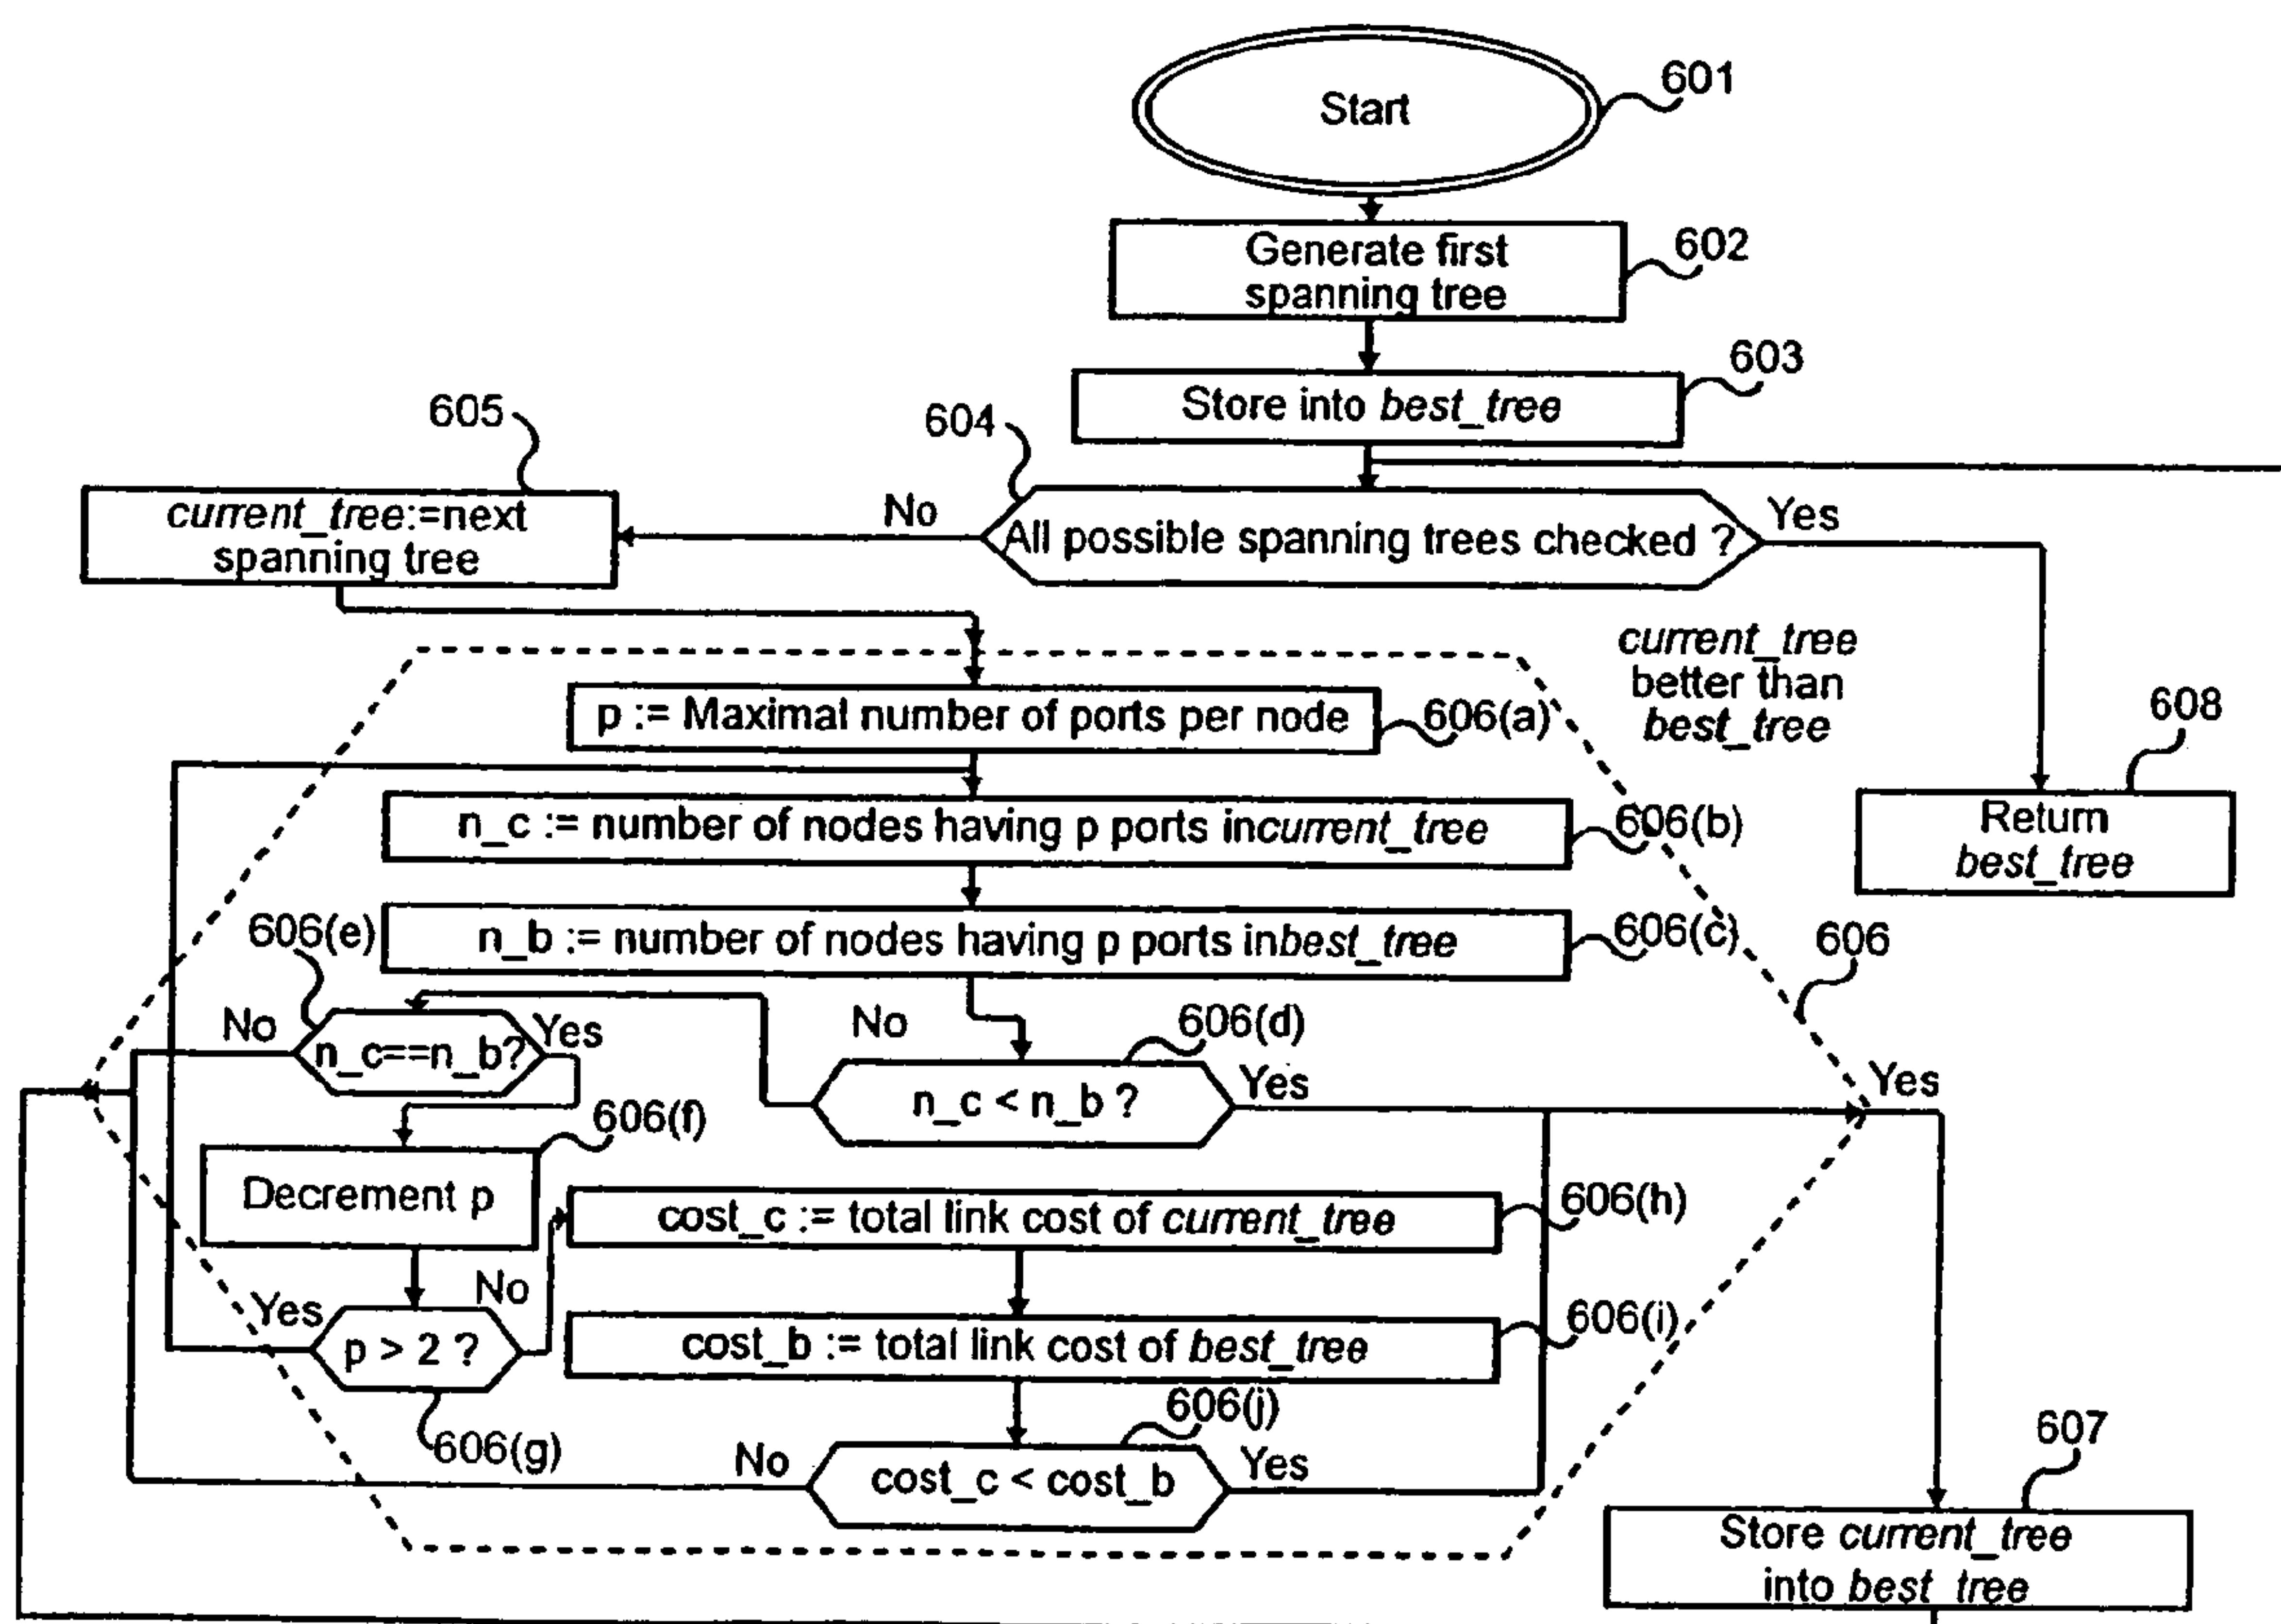 Start
601
Generate first
spanning tree
602
603
Store into best_tree
605
604
current_tree:=next
spanning tree
No
All possible spanning trees checked ?
Yes
current_tree
better than
best_tree
p := Maximal number of ports per node
606(a)
608
n_c := number of nodes having p ports incurrent_tree
606(b)
Return
best_tree
606(e)
n_b := number of nodes having p ports inbest_tree
606(c)
606
No
n_c==n_b?
Yes
No
606(d)
n_c < n_b ?
Yes
Yes
606(f)
Decrement p
cost_c := total link cost of current_tree
606(h)
No
Yes
p > 2 ?
cost_b := total link cost of best_tree
606(i)
606(g)
606(j)
No
cost_c < cost_b
Yes
607
Store current_tree
into best_tree